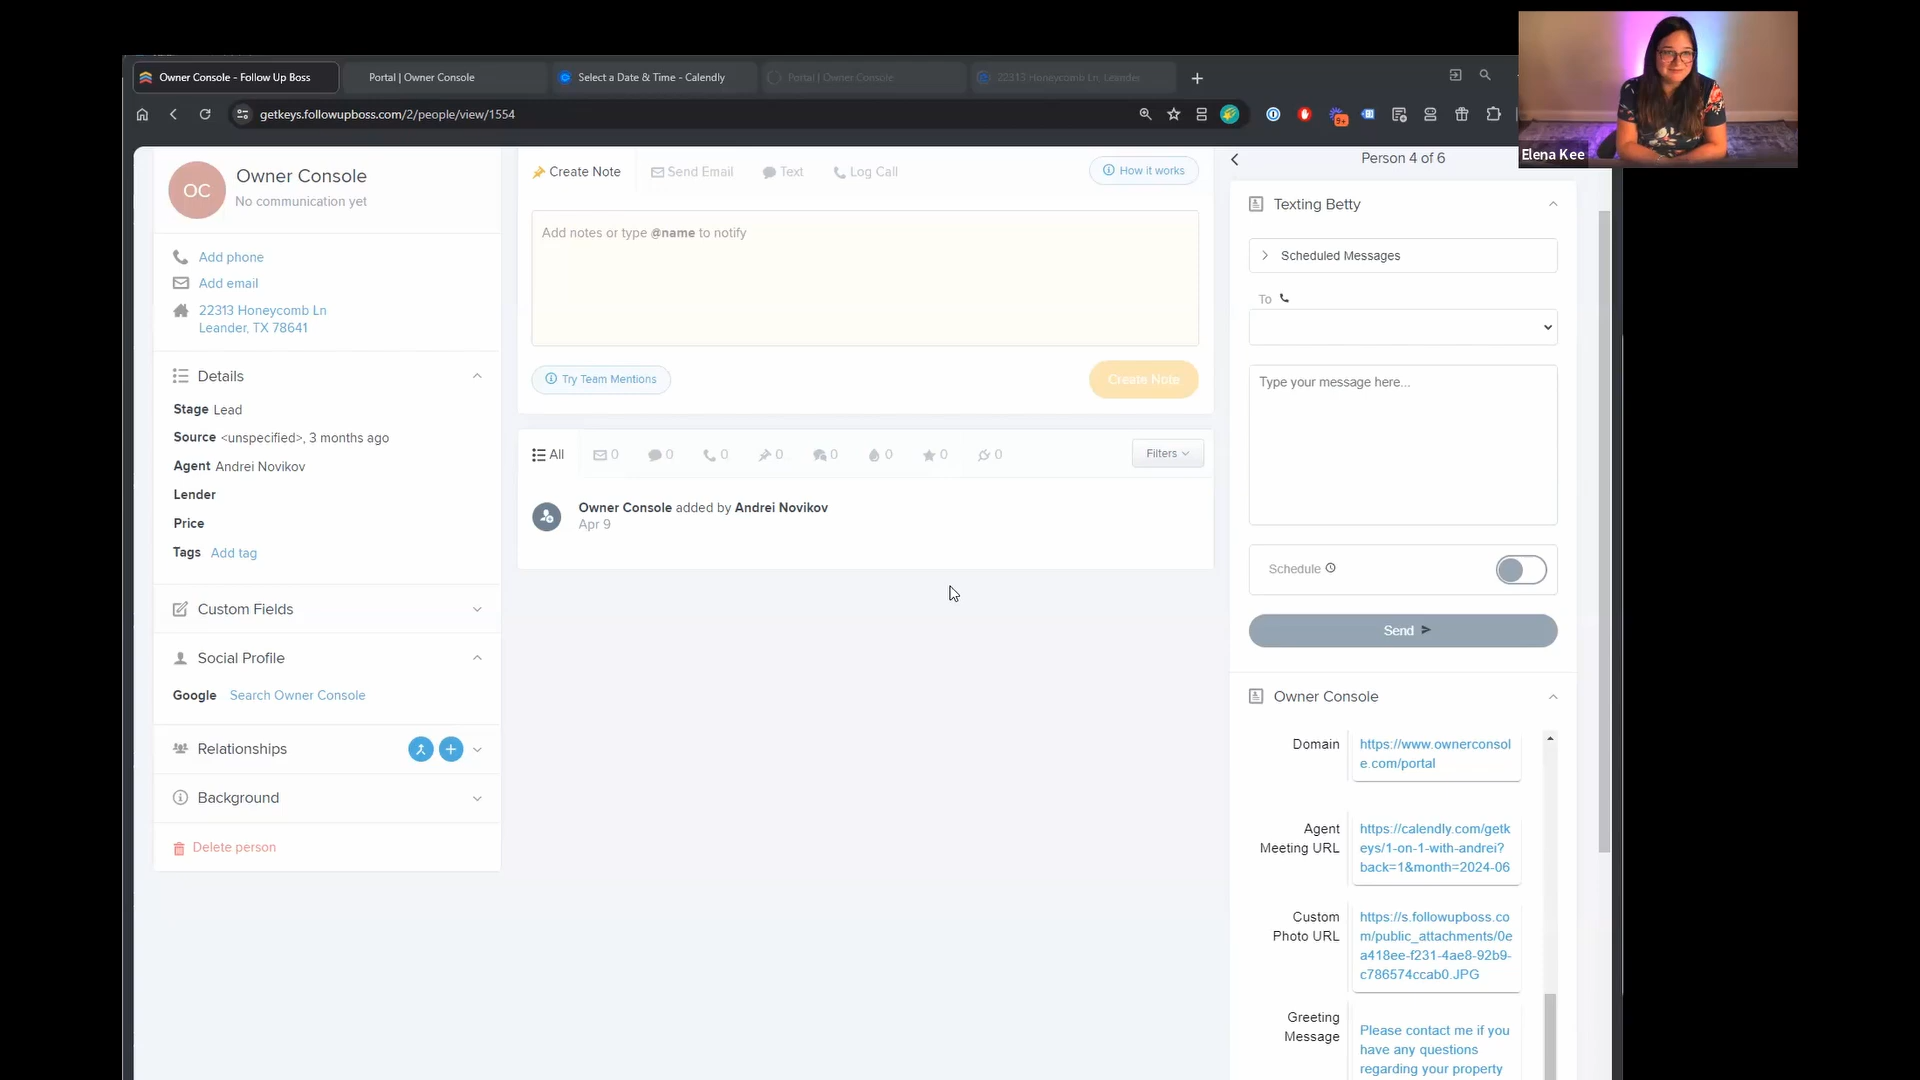 Owner Console - Follow Up Boss
Portal | Owner Console
Select a Date & Time - Calendly
Portal | Owner Console
22313 Honeycomb Ln, Leander
getkeys.followupboss.com/2/people/view/1554
9+
Elena Kee
OC
Owner Console
No communication yet
Add phone
Add email
22313 Honeycomb Ln
Leander, TX 78641
Details
Stage Lead
Source <unspecified>, 3 months ago
Agent Andrei Novikov
Lender
Price
Tags Add tag
Custom Fields
Social Profile
Google Search Owner Console
Relationships
Background
Delete person
Create Note
Send Email
Text
Log Call
How it works
Add notes or type @name to notify
Try Team Mentions
Create Note
All
0
0
0
0
0
0
0
0
Filters
Owner Console added by Andrei Novikov
Apr 9
Person 4 of 6
Texting Betty
Scheduled Messages
To
Type your message here...
Schedule
Send
Owner Console
Domain
https://www.ownerconsol
e.com/portal
Agent
Meeting URL
https://calendly.com/getk
eys/1-on-1-with-andrei?
back=1&month=2024-06
Custom
Photo URL
https://s.followupboss.co
m/public_attachments/0e
a418ee-f231-4ae8-92b9-
c786574ccab0.JPG
Greeting
Message
Please contact me if you
have any questions
regarding your property